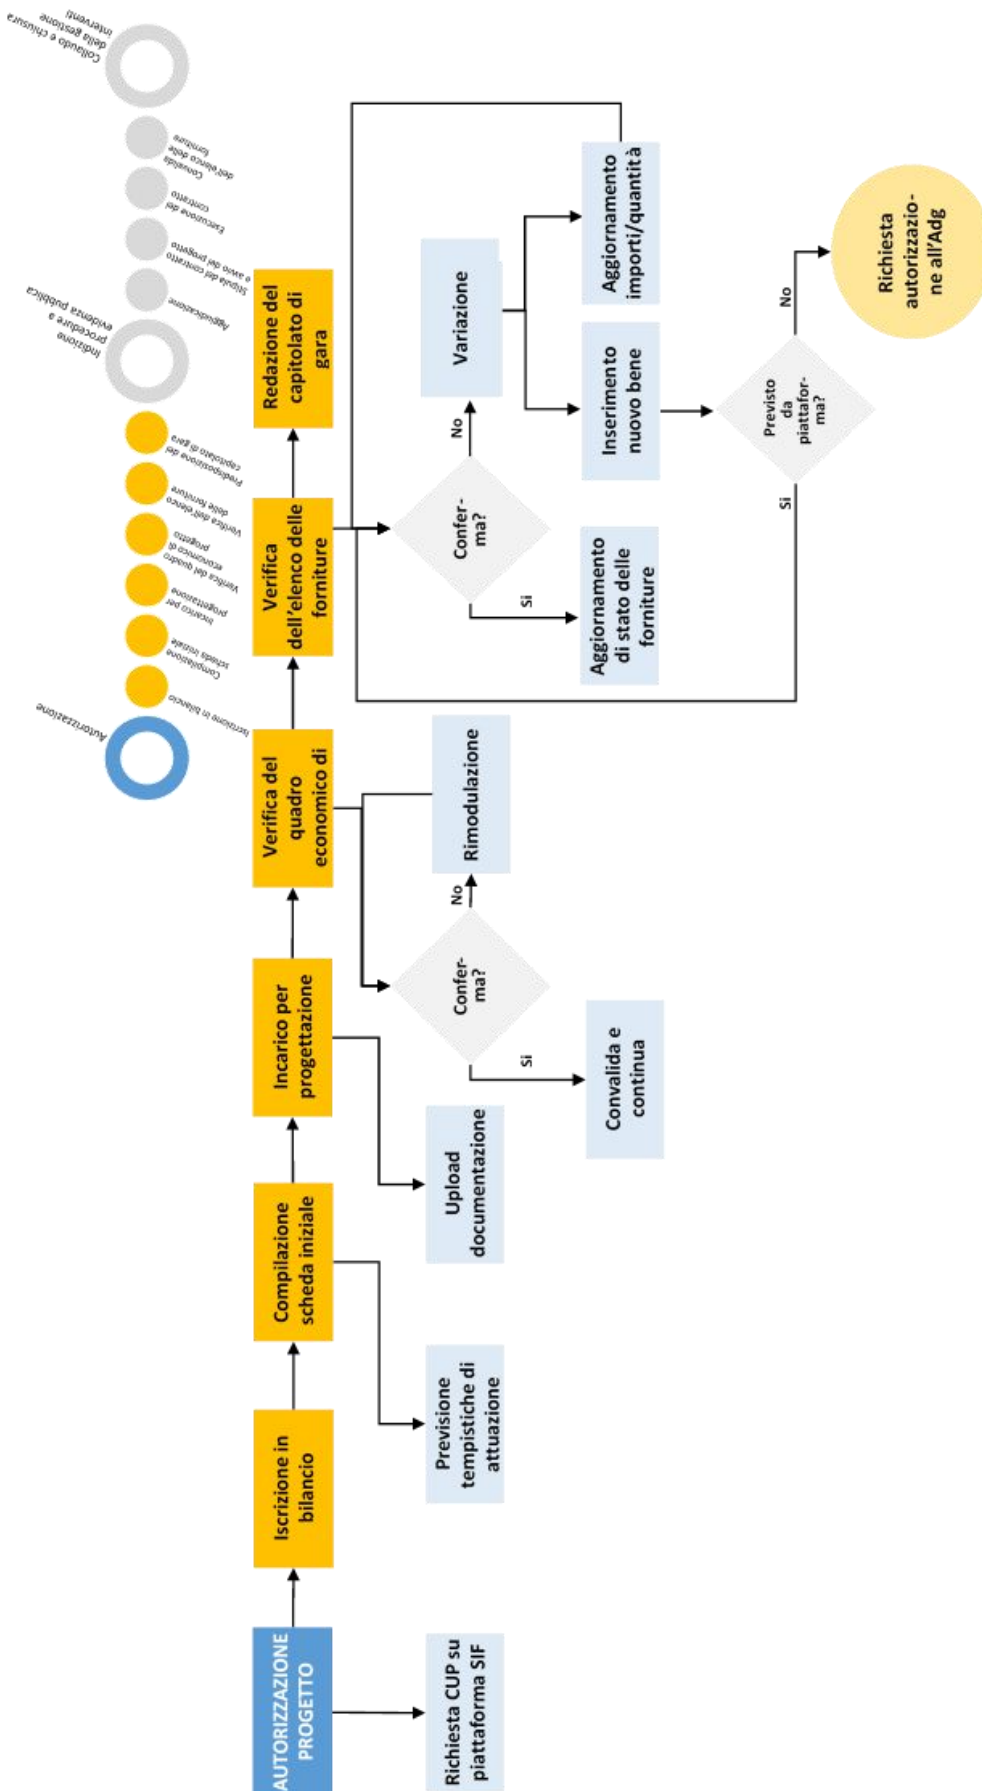 Autorizzazione
Iscrizione in bilancio
Compilazione
scheda iniziale
Incarico per
progettazione
Verifica del quadro
economico di
progetto
Verifica dell'elenco
delle forniture
Predisposizione del
capitolato di gara
Indizione
procedure a
evidenza pubblica
Aggiudicazione
Stipula del contratto
e avvio del progetto
Esecuzione del
contratto
Convalida
dell'elenco delle
forniture
Collaudo e chiusura
della gestione
interventi
AUTORIZZAZIONE
PROGETTO
Iscrizione in
bilancio
Compilazione
scheda iniziale
Incarico per
progettazione
Verifica del
quadro
economico di
Verifica
dell'elenco delle
forniture
Redazione del
capitolato di
gara
Richiesta CUP su
piattaforma SIF
Previsione
tempistiche di
attuazione
Upload
documentazione
Confer-
ma?
No
Rimodulazione
Si
Convalida e
continua
Confer-
ma?
No
Variazione
Si
Aggiornamento
di stato delle
forniture
Inserimento
nuovo bene
Aggiornamento
importi/quantità
Previsto
da
piattafor-
ma?
Si
No
Richiesta
autorizzazio-
ne all'Adg